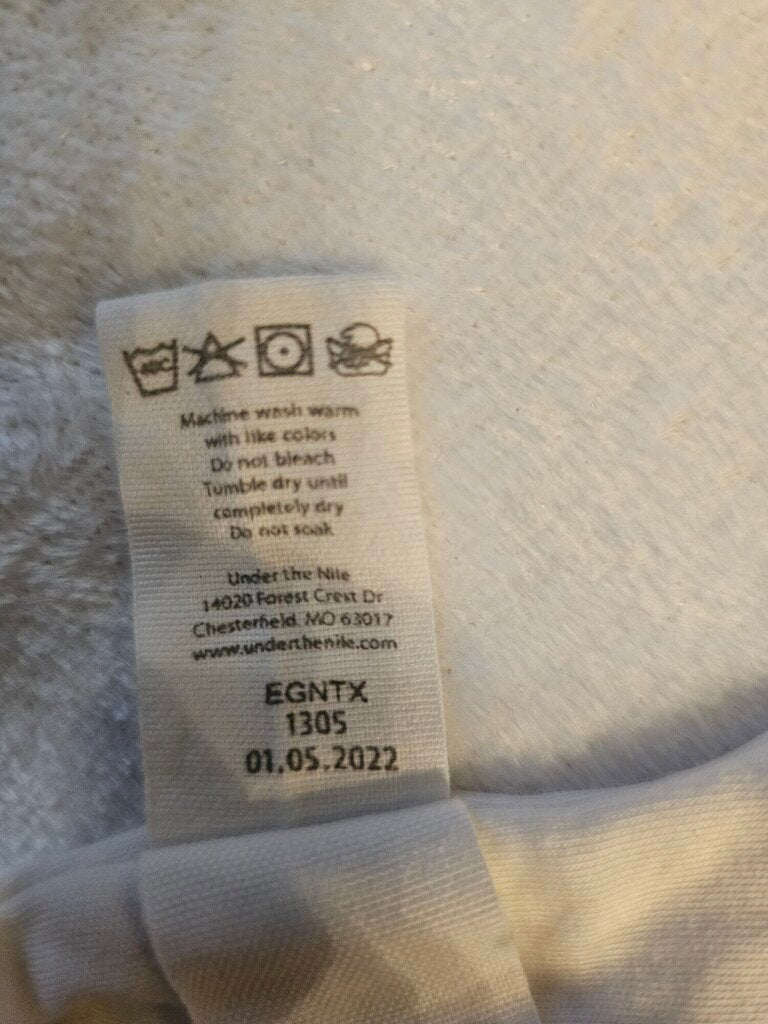 Machine wash warm
with like colors
Do not bleach
Tumble dry until
completely dry
Do not soak
Under the Nile
14020 Forest Crest Dr
Chesterfield, MO 63017
www.underthenile.com
EGNTX
1305
01.05.2022